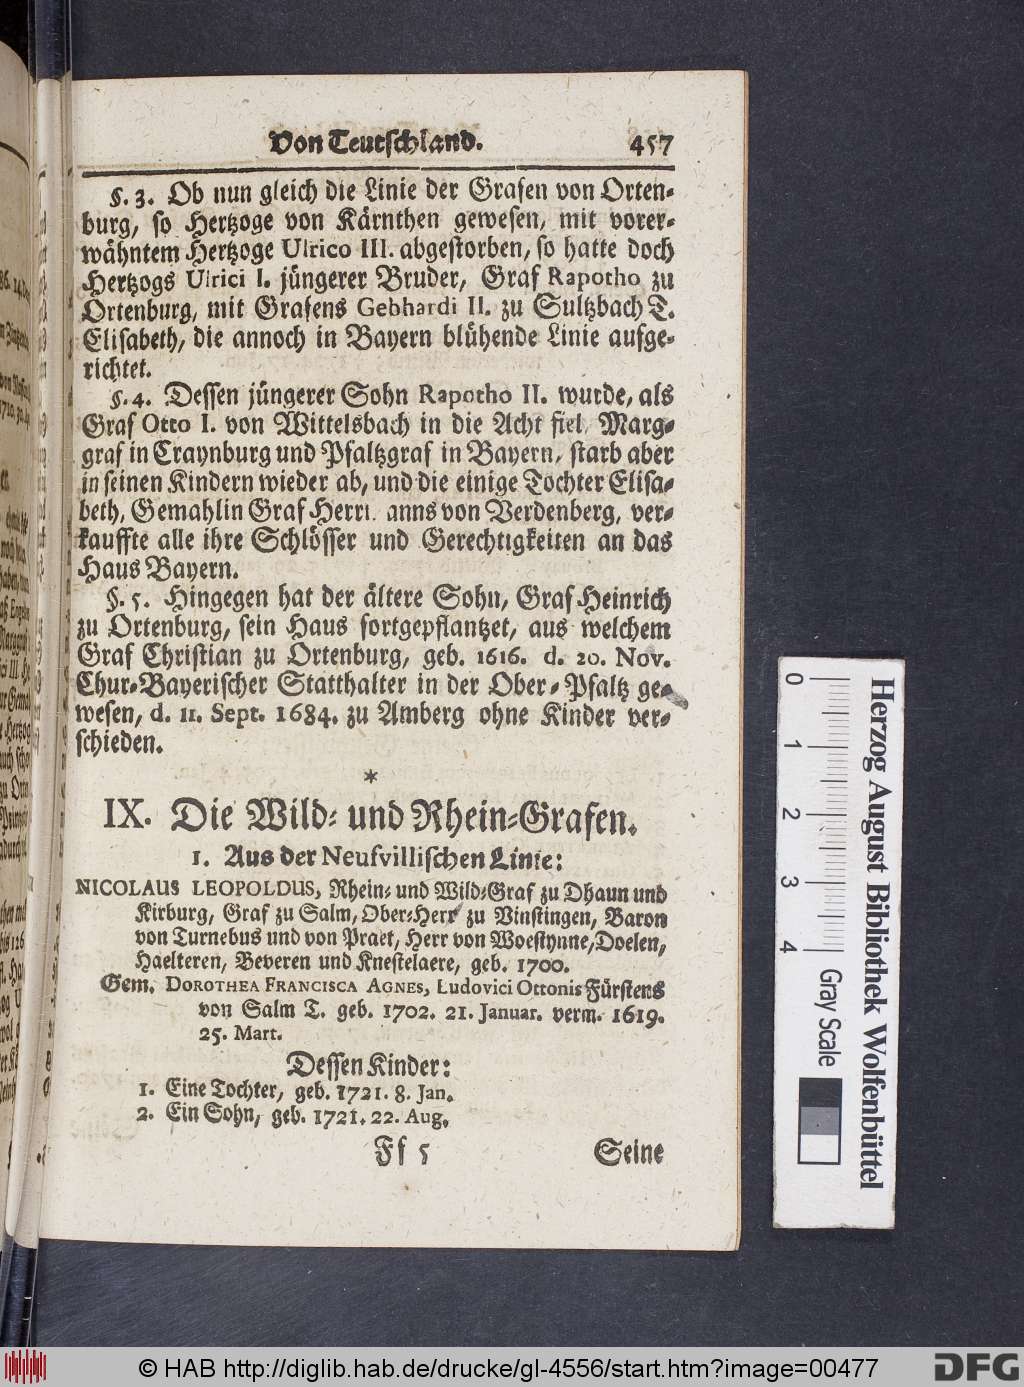 Von Teutschland. 457
§. 3. Ob nun gleich die Linie der Grafen von Orten-
burg, so Hertzoge von Kärnthen gewesen, mit vorer-
wähntem Hertzoge Ulrico III. abgestorben, so hatte doch
Hertzogs Ulrici I. jüngerer Bruder, Graf Rapotho zu
Ortenburg, mit Grafens Gebhardi II. zu Sultzbach T.
Elisabeth, die annoch in Bayern blühende Linie aufge-
richtet.
§. 4. Dessen jüngerer Sohn Rapotho II. wurde, als
Graf Otto I. von Wittelsbach in die Acht fiel, Marg-
graf in Craynburg und Pfaltzgraf in Bayern, starb aber
in seinen Kindern wieder ab, und die einige Tochter Elisa-
beth, Gemahlin Graf Herrmanns von Verdenberg, ver-
kauffte alle ihre Schlösser und Gerechtigkeiten an das
Haus Bayern.
§. 5. Hingegen hat der ältere Sohn, Graf Heinrich
zu Ortenburg, sein Haus fortgepflantzet, aus welchem
Graf Christian zu Ortenburg, geb. 1616. d. 20. Nov.
Chur-Bayerischer Statthalter in der Ober-Pfaltz ge-
wesen, d. 11. Sept. 1684. zu Amberg ohne Kinder ver-
schieden.
*
IX. Die Wild- und Rhein-Grafen.
1. Aus der Neufvillischen Linie:
NICOLAUS LEOPOLDUS, Rhein- und Wild-Graf zu Dhaun und
Kirburg, Graf zu Salm, Ober-Herr zu Vinstingen, Baron
von Turnebus und von Praet, Herr von Woestynne, Doelen,
Haelteren, Beveren und Knestelaere, geb. 1700.
Gem. DOROTHEA FRANCISCA AGNES, Ludovici Ottonis Fürstens
von Salm T. geb. 1702. 21. Januar. verm. 1619.
25. Mart.
Dessen Kinder:
1. Eine Tochter, geb. 1721. 8. Jan.
2. Ein Sohn, geb. 1721. 22. Aug.
Ff 5 Seine
0 1 2 3 4 Gray Scale
Herzog August Bibliothek Wolfenbüttel
© HAB http://diglib.hab.de/drucke/gl-4556/start.htm?image=00477
DFG